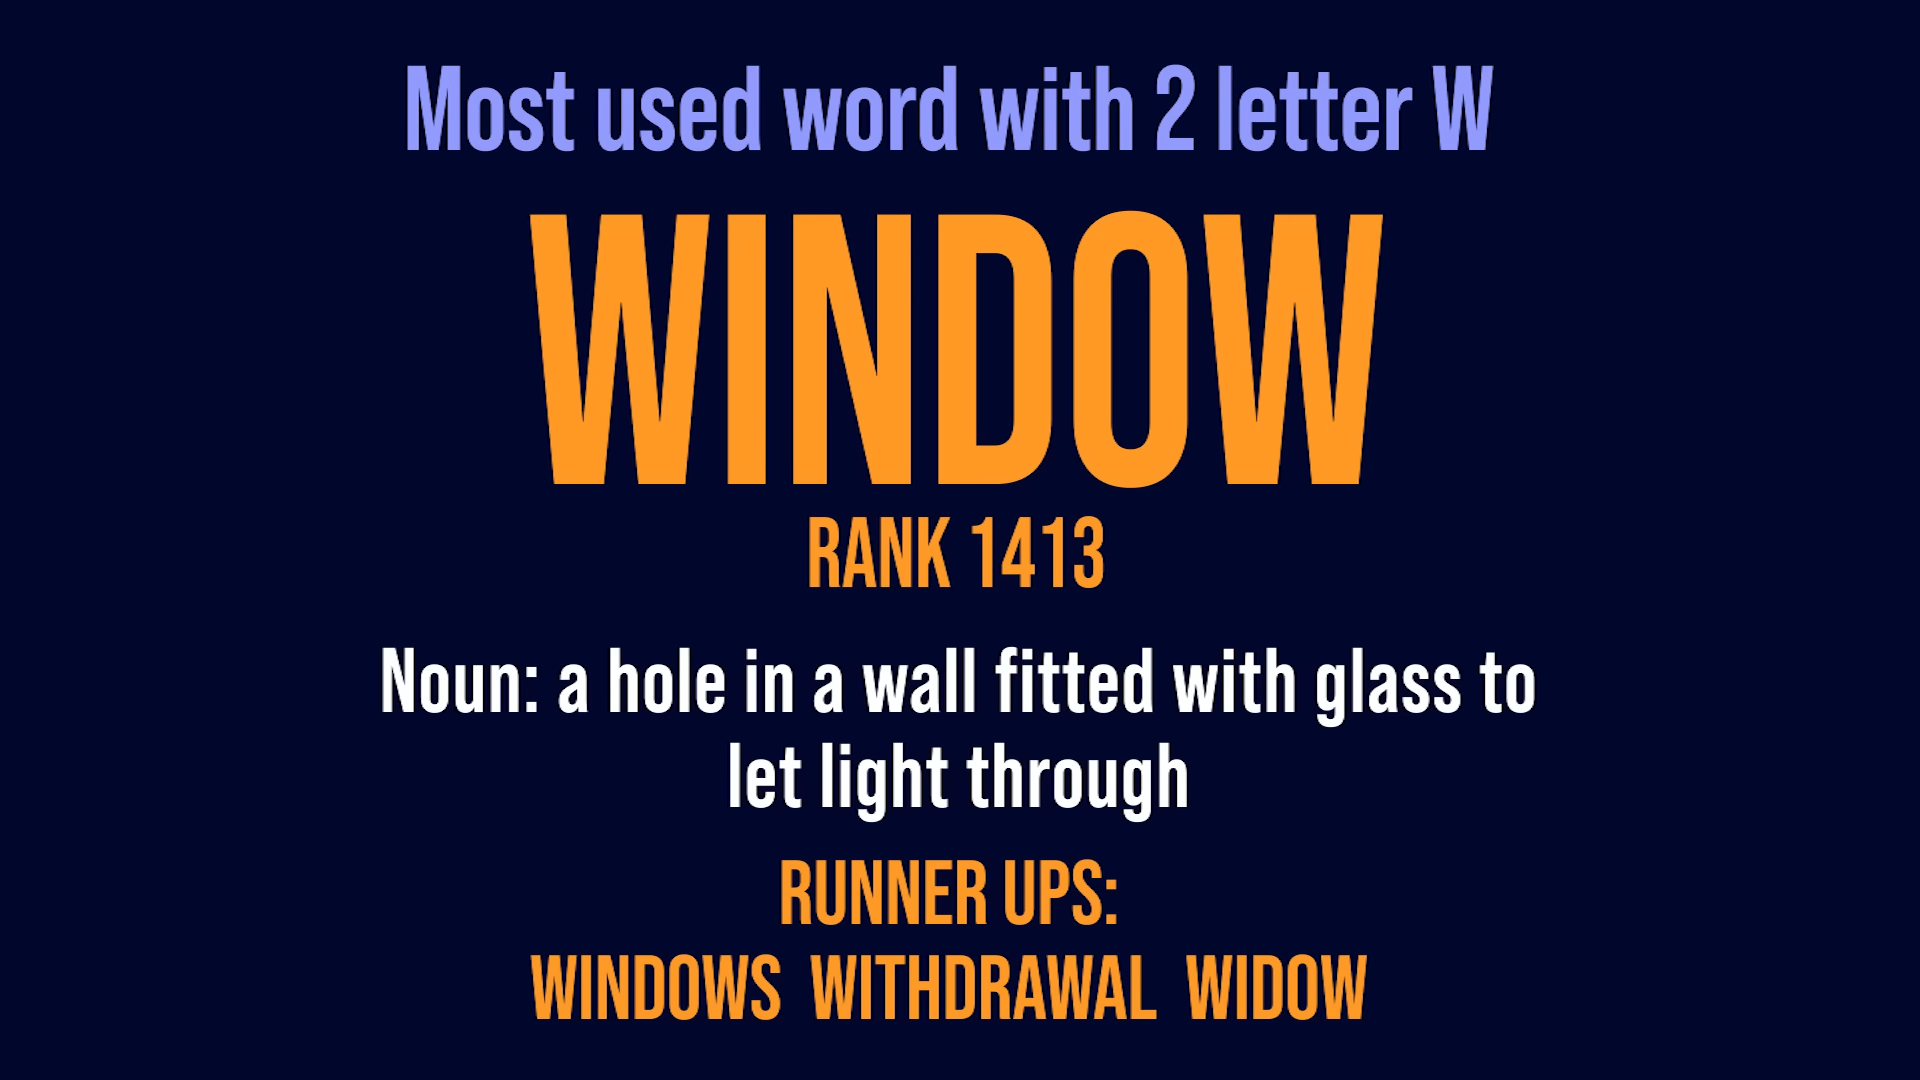 Most used word with 2 letter W
WINDOW
RANK 1413
Noun: a hole in a wall fitted with glass to
let light through
RUNNER UPS:
WINDOWS WITHDRAWAL WIDOW